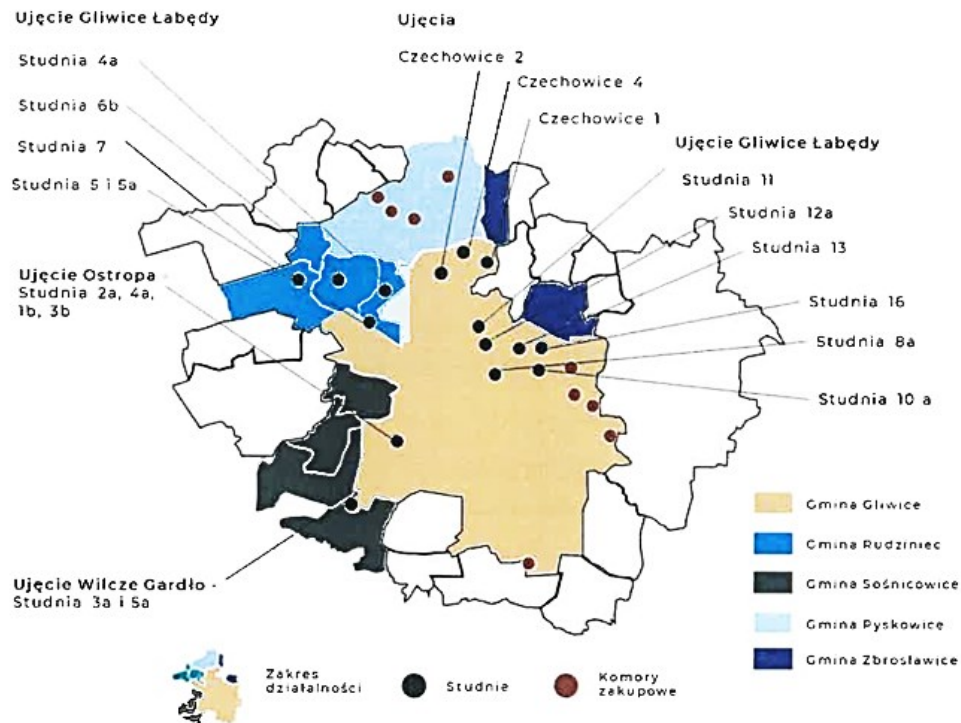 Ujęcie Gliwice Łabędy
Studnia 4a
Studnia 6b
Studnia 7
Studnia 5 i 5a
Ujęcie Ostropa
Studnia 2a, 4a,
1b, 3b
Ujęcie Wilcze Gardło -
Studnia 3a i 5a
Ujęcia
Czechowice 2
Czechowice 4
Czechowice 1
Ujęcie Gliwice Łabędy
Studnia 11
Studnia 12a
Studnia 13
Studnia 16
Studnia 8a
Studnia 10 a
Gmina Gliwice
Gmina Rudziniec
Gmina Sośnicowice
Gmina Pyskowice
Gmina Zbrosławice
Zakres
działalności
Studnie
Komory
zakupowe